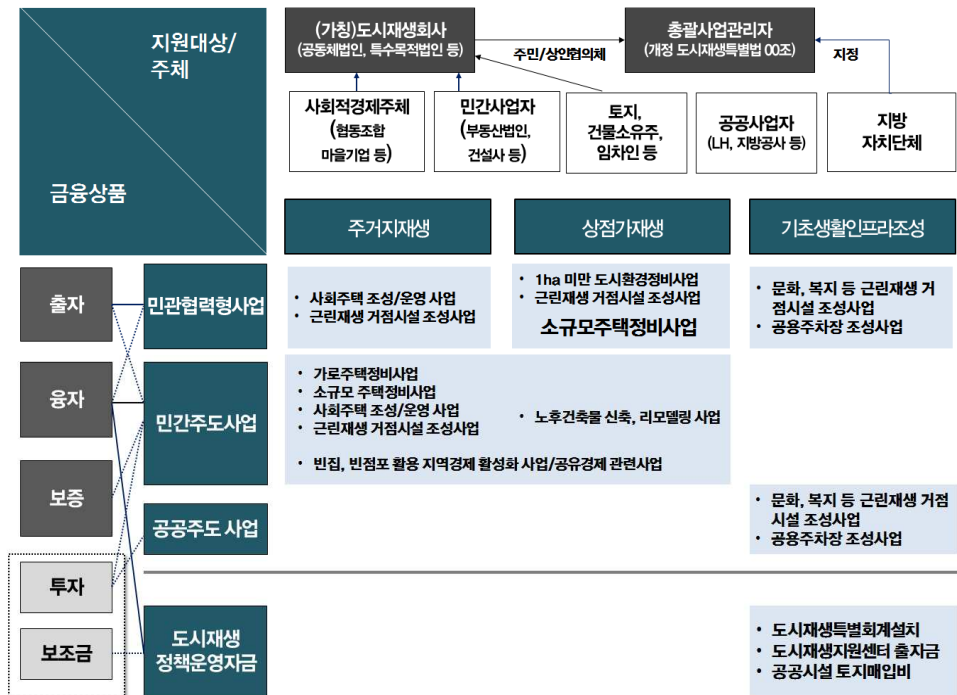 지원대상/
주체
금융상품
(가칭)도시재생회사
(공동체법인, 특수목적법인 등)
주민/상인협의체
총괄사업관리자
(개정 도시재생특별법 00조)
지정
사회적경제주체
(협동조합
마을기업 등)
민간사업자
(부동산법인,
건설사 등)
토지,
건물소유주,
임차인 등
공공사업자
(LH, 지방공사 등)
지방
자치단체
주거지재생
상점가재생
기초생활인프라조성
출자
융자
보증
투자
보조금
민관협력형사업
• 사회주택 조성/운영 사업
• 근린재생 거점시설 조성사업
• 1ha 미만 도시환경정비사업
• 근린재생 거점시설 조성사업
소규모주택정비사업
• 문화, 복지 등 근린재생 거
점시설 조성사업
• 공용주차장 조성사업
민간주도사업
• 가로주택정비사업
• 소규모 주택정비사업
• 사회주택 조성/운영 사업
• 근린재생 거점시설 조성사업
• 노후건축물 신축, 리모델링 사업
• 빈집, 빈점포 활용 지역경제 활성화 사업/공유경제 관련사업
공공주도 사업
• 문화, 복지 등 근린재생 거점
시설 조성사업
• 공용주차장 조성사업
도시재생
정책운영자금
• 도시재생특별회계설치
• 도시재생지원센터 출자금
• 공공시설 토지매입비